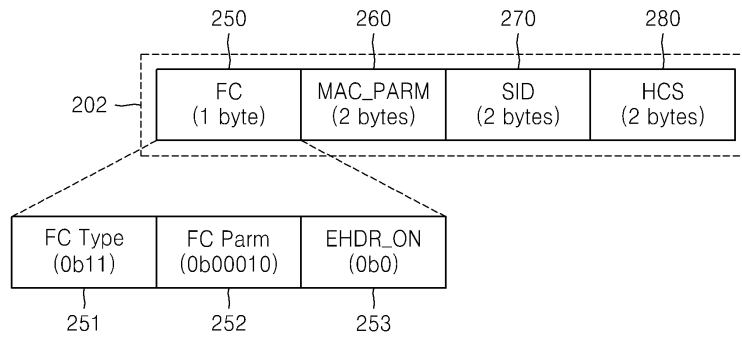 250 260 270 280
202
FC MAC_PARM SID HCS
(1 byte) (2 bytes) (2 bytes) (2 bytes)
FC Type FC Parm EHDR_ON
(0b11) (0b00010) (0b0)
251 252 253